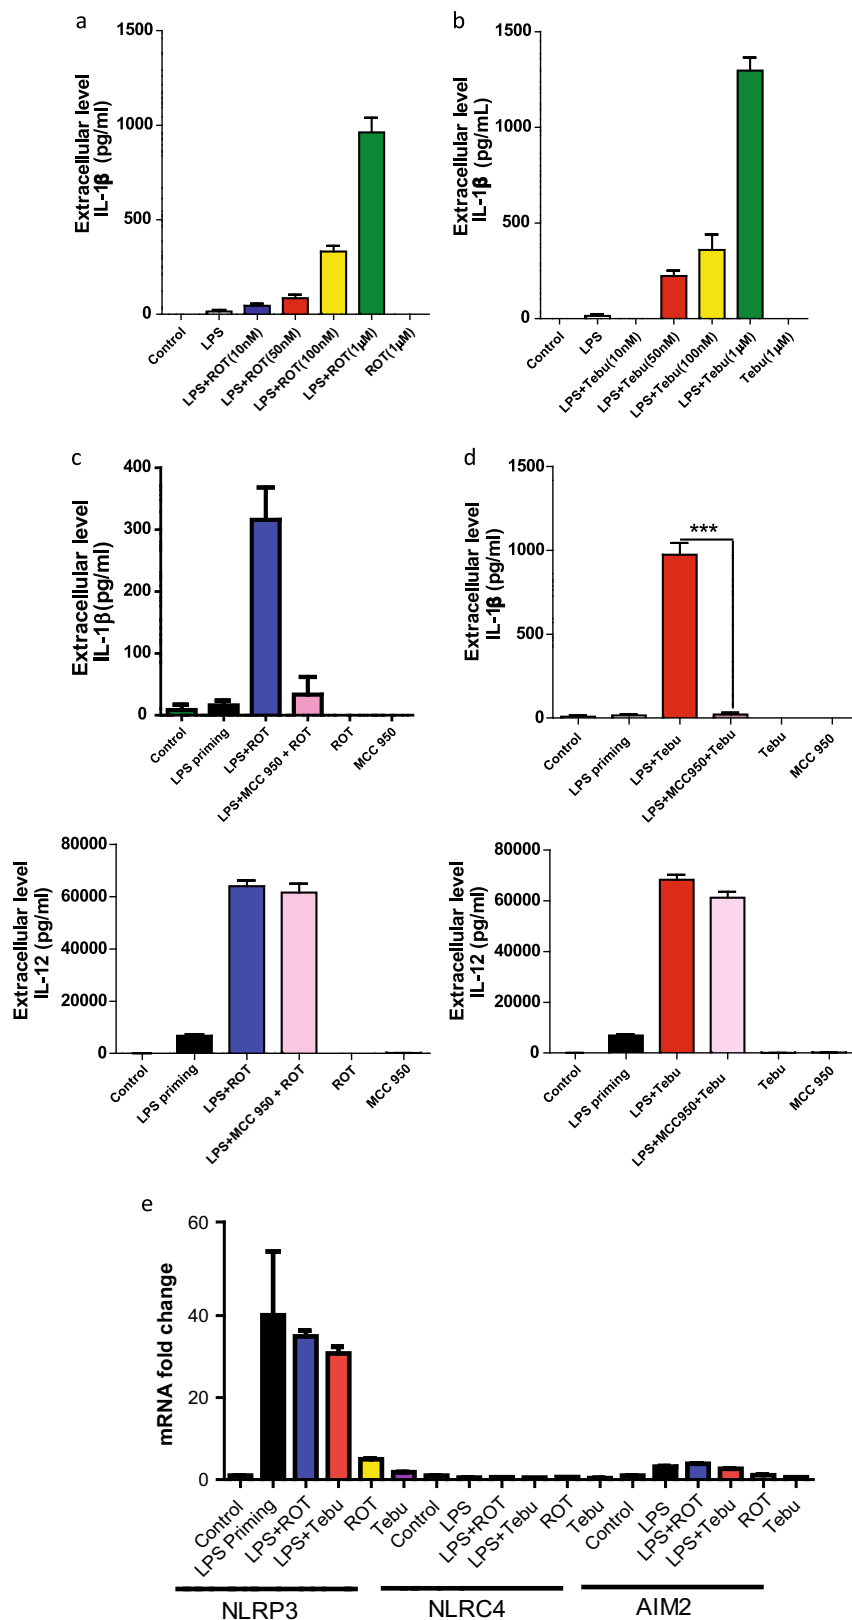 a
Extracellular level
IL-1β (pg/ml)
1500
1000
500
0
Control
LPS
LPS+ROT(10nM)
LPS+ROT(50nM)
LPS+ROT(100nM)
LPS+ROT(1µM)
ROT(1µM)
b
Extracellular level
IL-1β (pg/mL)
1500
1000
500
0
Control
LPS
LPS+Tebu(10nM)
LPS+Tebu(50nM)
LPS+Tebu(100nM)
LPS+Tebu(1µM)
Tebu(1µM)
c
Extracellular level
IL-1β(pg/ml)
400
300
200
100
0
Control
LPS priming
LPS+ROT
LPS+MCC 950 + ROT
ROT
MCC 950
d
Extracellular level
IL-1β (pg/ml)
1500
1000
500
0
***
Control
LPS priming
LPS+Tebu
LPS+MCC950+Tebu
Tebu
MCC 950
Extracellular level
IL-12 (pg/ml)
80000
60000
40000
20000
0
Control
LPS priming
LPS+ROT
LPS+MCC 950 + ROT
ROT
MCC 950
Extracellular level
IL-12 (pg/ml)
80000
60000
40000
20000
0
Control
LPS priming
LPS+Tebu
LPS+MCC950+Tebu
Tebu
MCC 950
e
mRNA fold change
60
40
20
0
Control
LPS Priming
LPS+ROT
LPS+Tebu
ROT
Tebu
Control
LPS
LPS+ROT
LPS+Tebu
ROT
Tebu
Control
LPS
LPS+ROT
LPS+Tebu
ROT
Tebu
NLRP3
NLRC4
AIM2